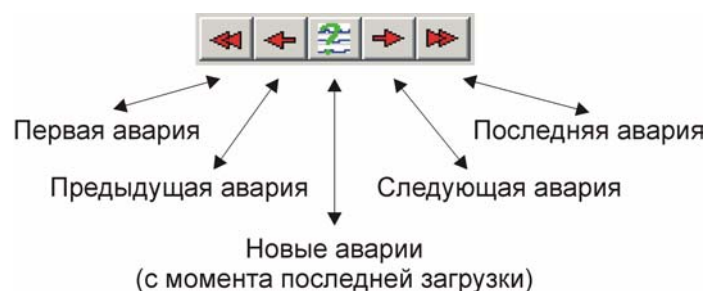 Первая авария
Последняя авария
Предыдущая авария
Следующая авария
Новые аварии
(с момента последней загрузки)